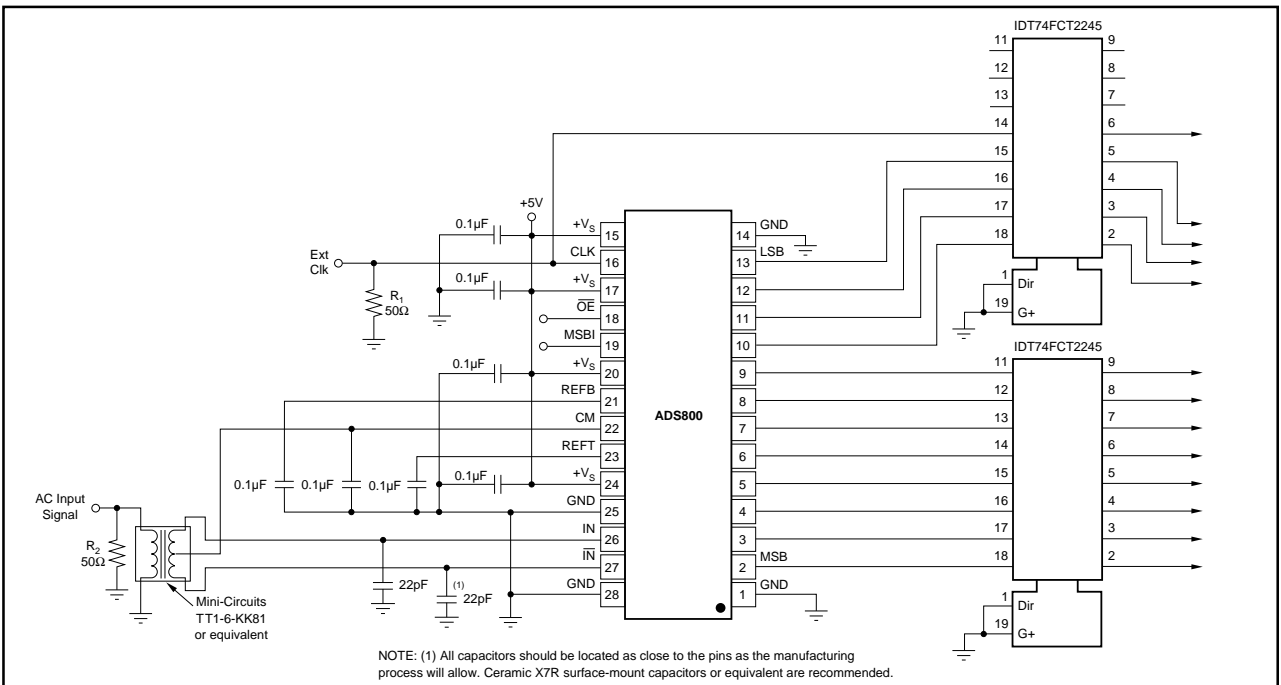 IDT74FCT2245
11 9
12 8
13 7
14 6
15 5
16 4
17 3
18 2
1 Dir
19 G+
+5V
0.1µF +VS 15
Ext Clk
CLK 16
0.1µF +VS 17
R1
50Ω
OE 18
MSBI 19
0.1µF +VS 20
REFB 21
CM 22
REFT 23
0.1µF 0.1µF 0.1µF 0.1µF +VS 24
GND 25
IN 26
IN 27
GND 28
ADS800
14 GND
13 LSB
12
11
10
9
8
7
6
5
4
3
2 MSB
1 GND
AC Input
Signal
R2
50Ω
22pF
(1)
22pF
Mini-Circuits
TT1-6-KK81
or equivalent
IDT74FCT2245
11 9
12 8
13 7
14 6
15 5
16 4
17 3
18 2
1 Dir
19 G+
NOTE: (1) All capacitors should be located as close to the pins as the manufacturing
process will allow. Ceramic X7R surface-mount capacitors or equivalent are recommended.